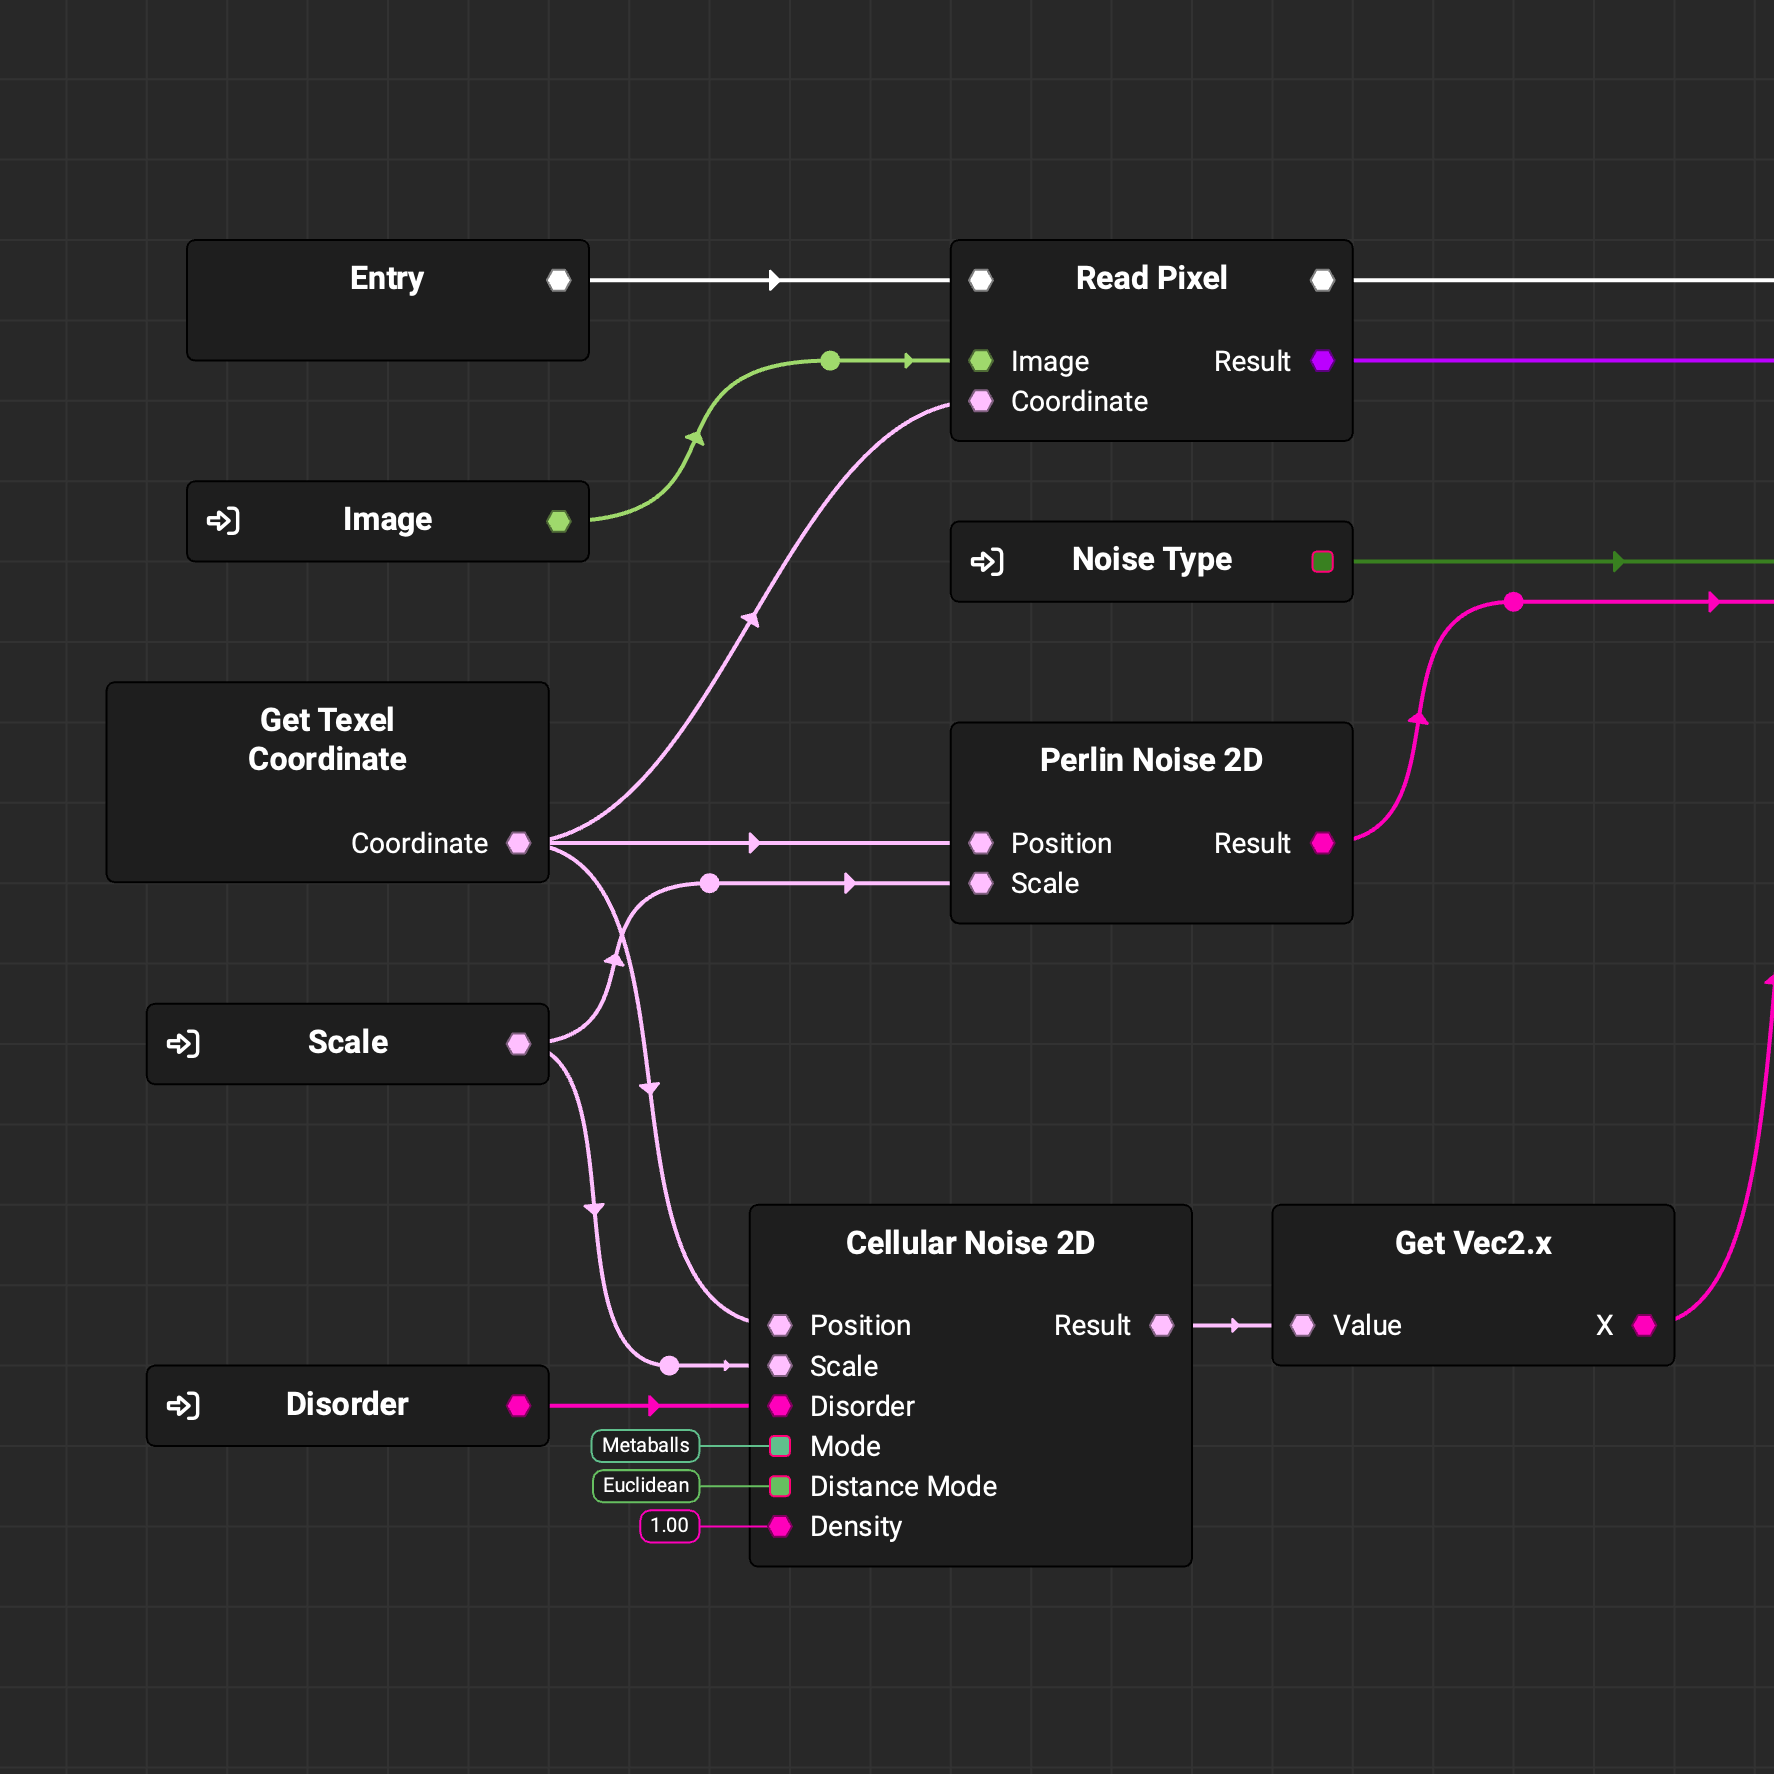 Entry
Read Pixel
Image
Result
Coordinate
Image
Noise Type
Get Texel
Coordinate
Coordinate
Perlin Noise 2D
Position
Result
Scale
Scale
Cellular Noise 2D
Position
Result
Scale
Disorder
Mode
Distance Mode
Density
Get Vec2.x
Value
X
Disorder
Metaballs
Euclidean
1.00